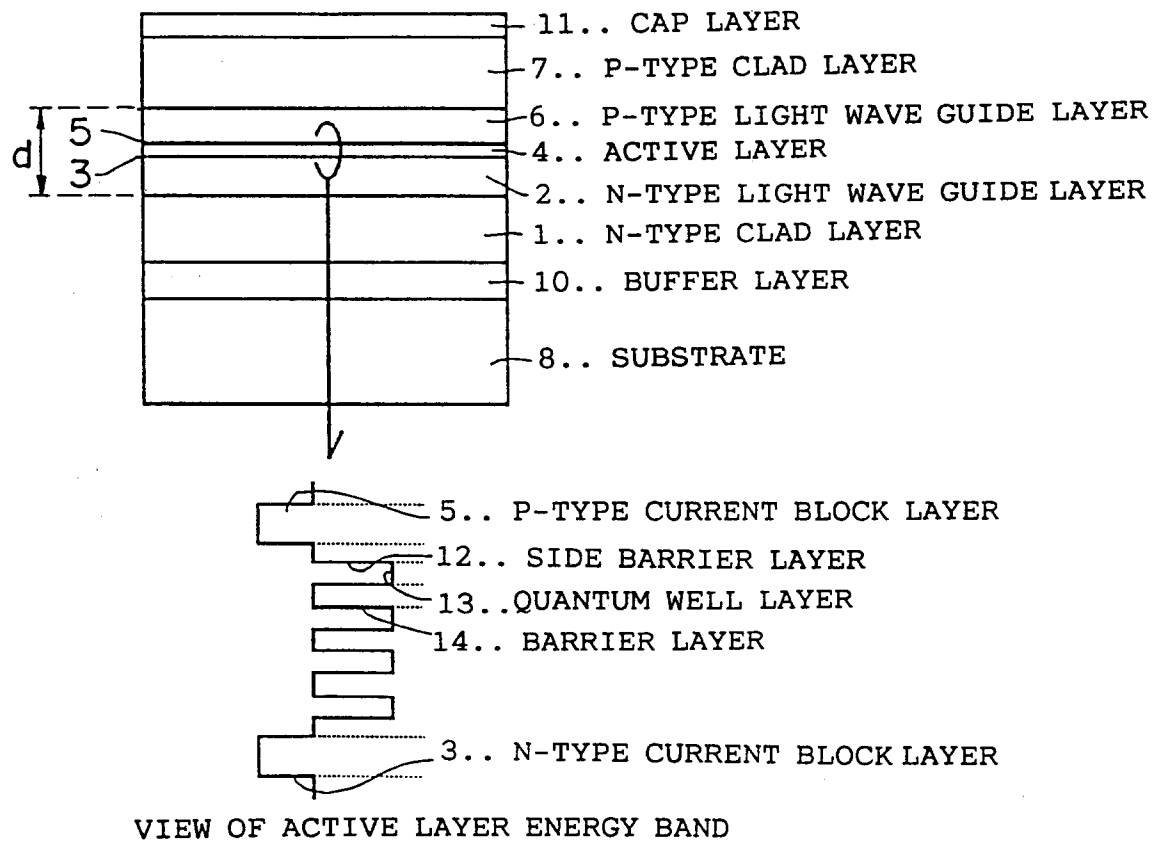 11.. CAP LAYER
7.. P-TYPE CLAD LAYER
6.. P-TYPE LIGHT WAVE GUIDE LAYER
5
4.. ACTIVE LAYER
d
3
2.. N-TYPE LIGHT WAVE GUIDE LAYER
1.. N-TYPE CLAD LAYER
10.. BUFFER LAYER
8.. SUBSTRATE
5.. P-TYPE CURRENT BLOCK LAYER
12.. SIDE BARRIER LAYER
13..QUANTUM WELL LAYER
14.. BARRIER LAYER
3.. N-TYPE CURRENT BLOCK LAYER
VIEW OF ACTIVE LAYER ENERGY BAND